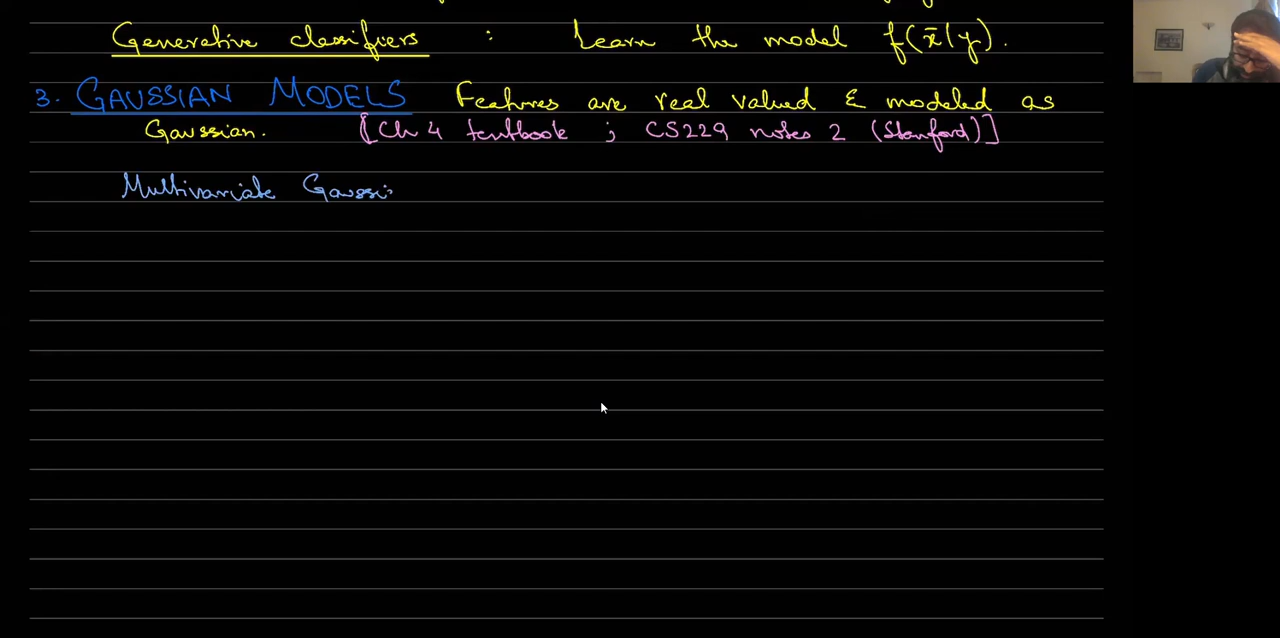 Generative classifiers : Learn the model f(x̄|y).
3. GAUSSIAN MODELS Features are real valued & modeled as
Gaussian. [Ch 4 textbook ; CS229 notes 2 (Stanford)]
Multivariate Gaussi